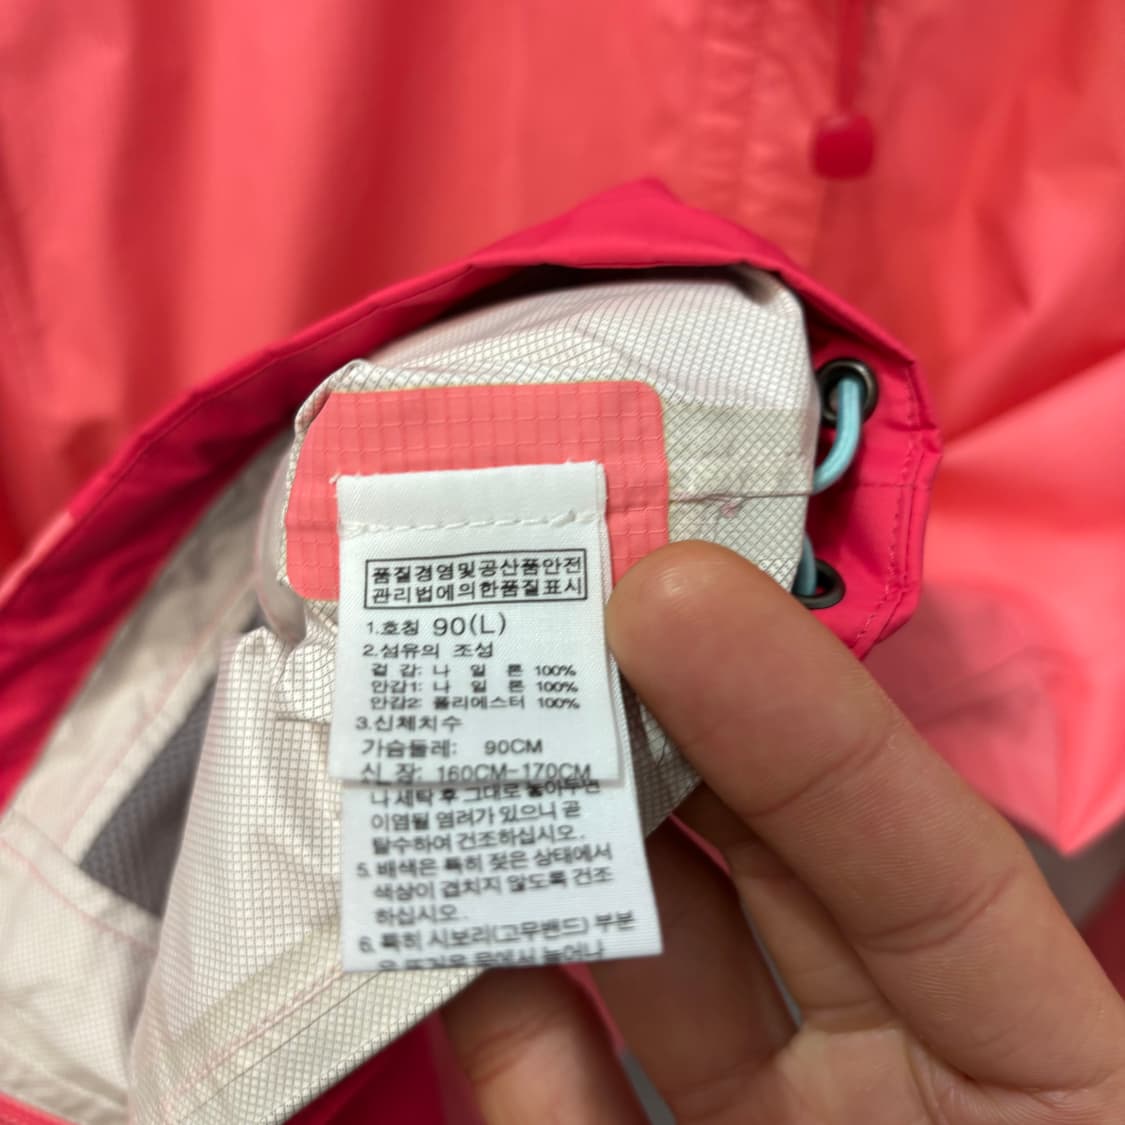 품질경영및공산품안전
관리법에의한품질표시
1.호칭 90(L)
2.섬유의 조성
겉 감: 나 일 론 100%
안감1: 나 일 론 100%
안감2: 폴리에스터 100%
3.신체치수
가슴둘레: 90CM
신 장: 160CM-170CM
나 세탁 후 그대로 놓아두면
이염될 염려가 있으니 곧
탈수하여 건조하십시오.
5. 배색은 특히 젖은 상태에서
색상이 겹치지 않도록 건조
하십시오.
6. 특히 시보리(고무밴드) 부분